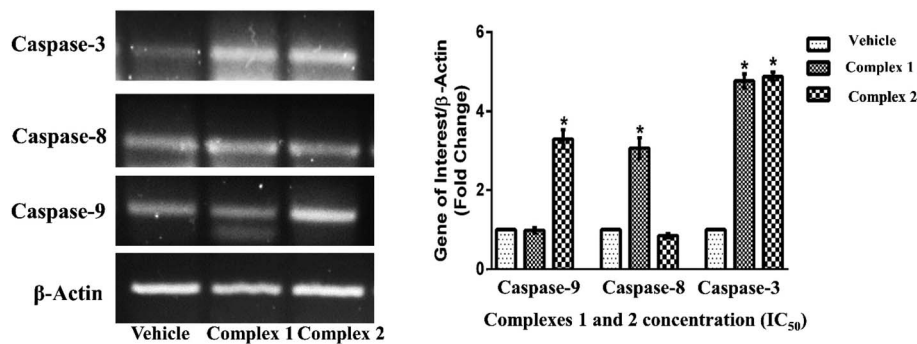 Caspase-3
Caspase-8
Caspase-9
β-Actin
Vehicle Complex 1 Complex 2
Gene of Interest/β-Actin
(Fold Change)
6
4
2
0
Caspase-9 Caspase-8 Caspase-3
Complexes 1 and 2 concentration (IC₅₀)
Vehicle
Complex 1
Complex 2
*
*
*
*